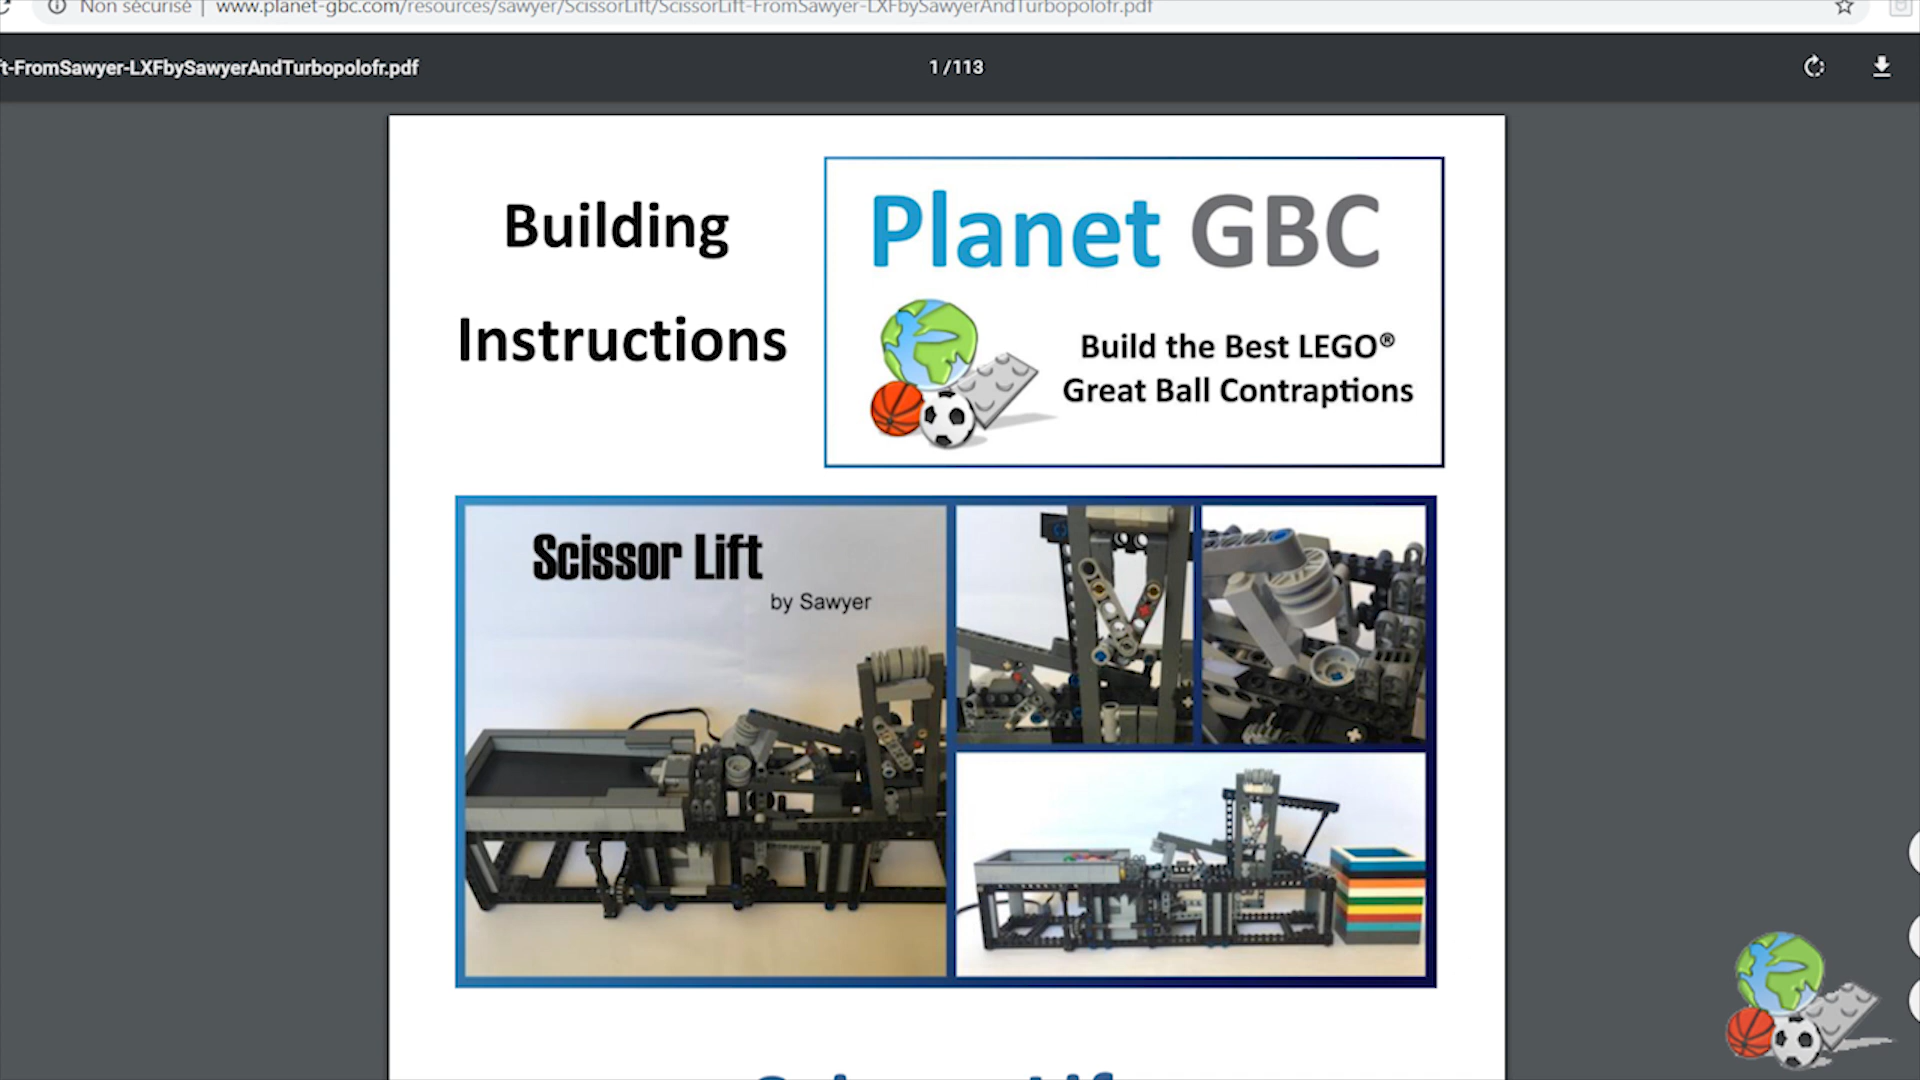 Non sécurisé | www.planet-gbc.com/resources/sawyer/ScissorLift/ScissorLift-FromSawyer-LXFbySawyerAndTurbopolofr.pdf
t-FromSawyer-LXFbySawyerAndTurbopolofr.pdf
1 /113
Building
Instructions
Planet GBC
Build the Best LEGO®
Great Ball Contraptions
Scissor Lift
by Sawyer